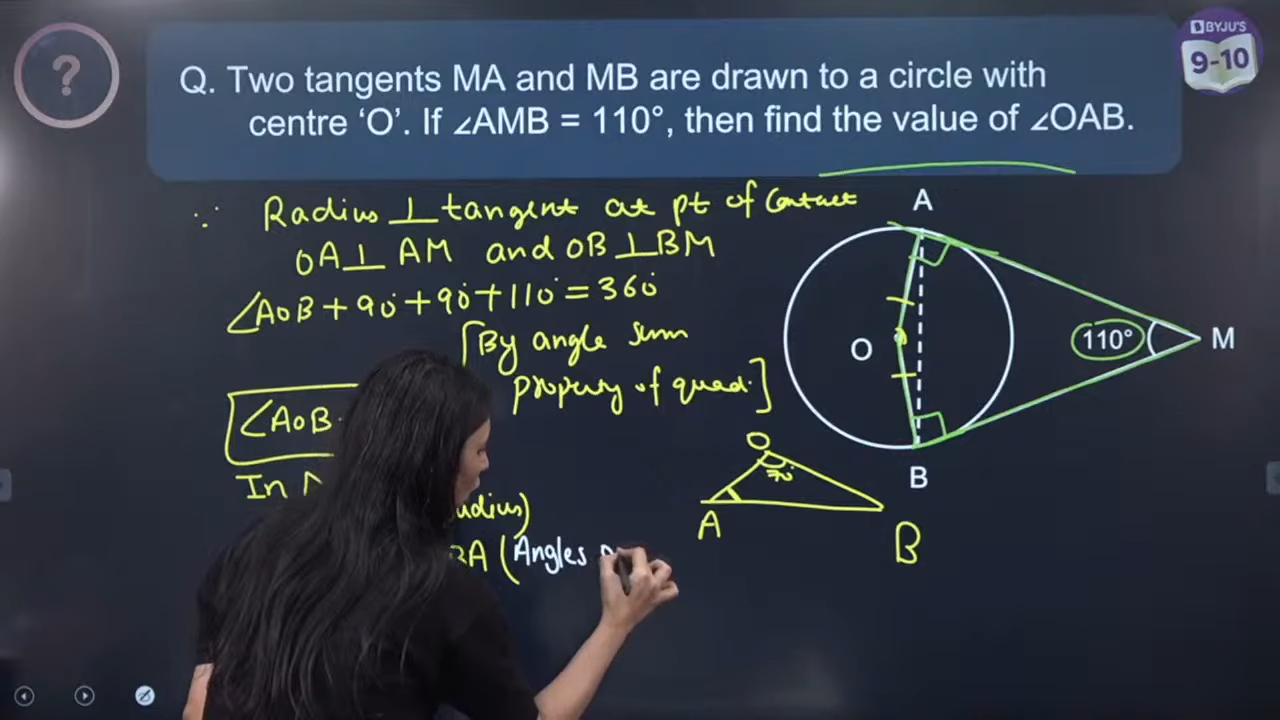 ?
BYJU'S
9-10
Q. Two tangents MA and MB are drawn to a circle with
centre ‘O’. If ∠AMB = 110°, then find the value of ∠OAB.
∵ Radius ⊥ tangent at pt of Contact
OA ⊥ AM and OB ⊥ BM
∠AOB + 90° + 90° + 110° = 360°
[By angle sum
property of quad.]
∠AOB
In
BA (Angles
A
O
B
110°
M
O
70°
A
B